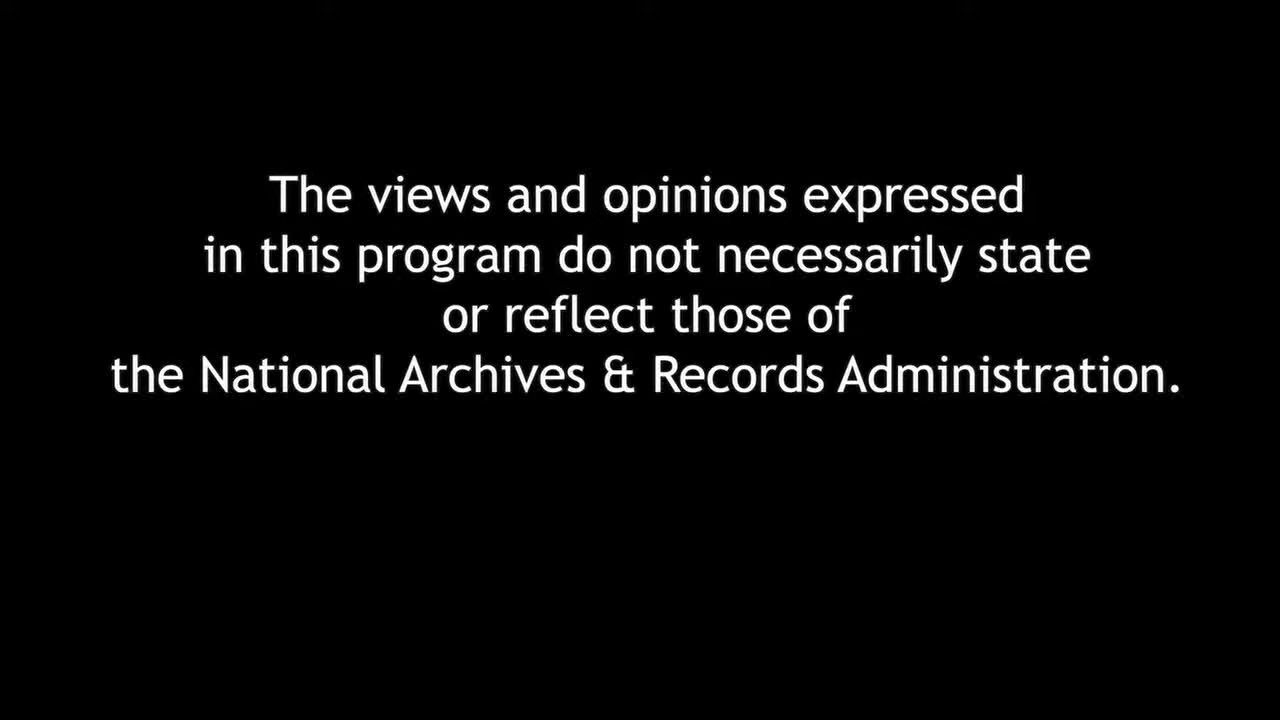 The views and opinions expressed
in this program do not necessarily state
or reflect those of
the National Archives & Records Administration.